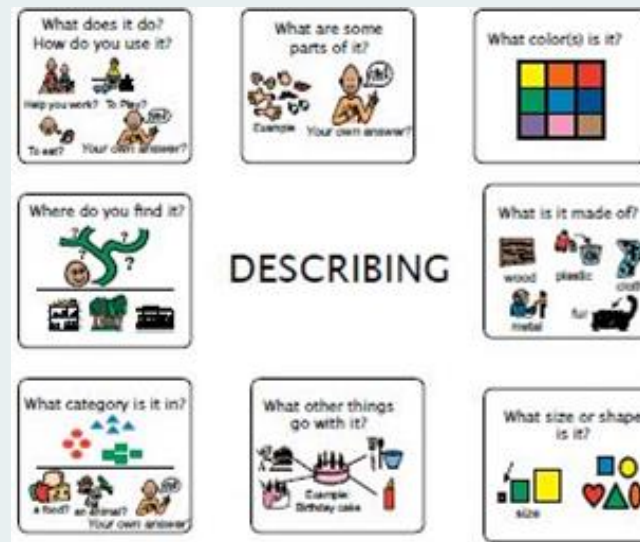 What does it do?
How do you use it?
Help you work? To Play?
To eat? Your own answer?
What are some
parts of it?
Example Your own answer?
What color(s) is it?
Where do you find it?
DESCRIBING
What is it made of?
wood plastic cloth
metal fur
What category is it in?
a food? an animal?
Your own answer
What other things
go with it?
Example:
Birthday cake
What size or shape
is it?
size